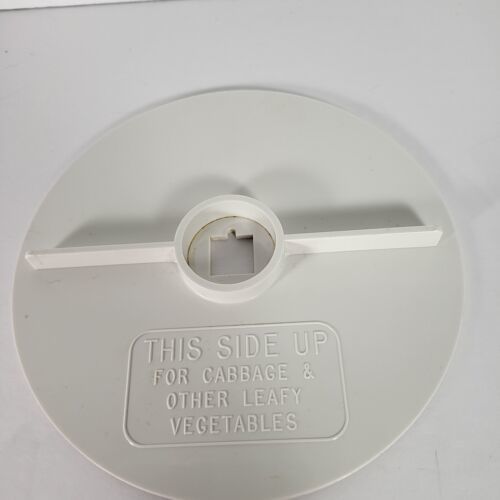 THIS SIDE UP
FOR CABBAGE &
OTHER LEAFY
VEGETABLES